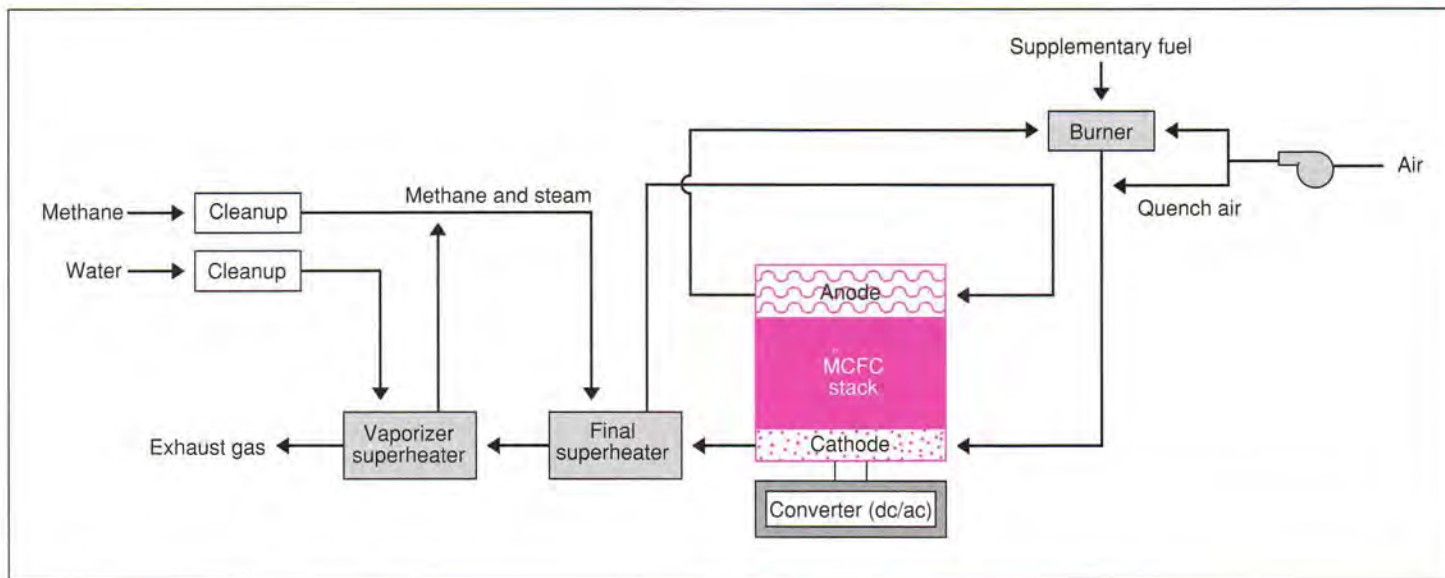 Supplementary fuel
Burner
Air
Quench air
Methane
Cleanup
Methane and steam
Water
Cleanup
Anode
MCFC
stack
Cathode
Exhaust gas
Vaporizer
superheater
Final
superheater
Converter (dc/ac)